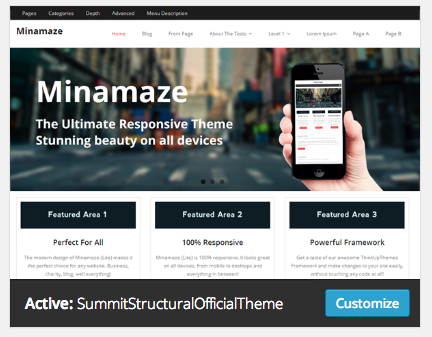 Pages Categories Depth Advanced Menu Description
Minamaze Home Blog Front Page About The Tests Level 1 Lorem Ipsum Page A Page B
Minamaze
The Ultimate Responsive Theme
Stunning beauty on all devices
Featured Area 1 Featured Area 2 Featured Area 3
Perfect For All 100% Responsive Powerful Framework
The modern design of Minamaze (Lite) makes it
the perfect choice for any website. Business,
charity, blog, well everything!
Minamaze (Lite) is 100% responsive. It looks great
on all devices, from mobile to desktops and
everything in between!
Get a taste of our awesome ThinkUpThemes
Framework and make changes to your site easily,
without touching any code at all!
Active: SummitStructuralOfficialTheme Customize